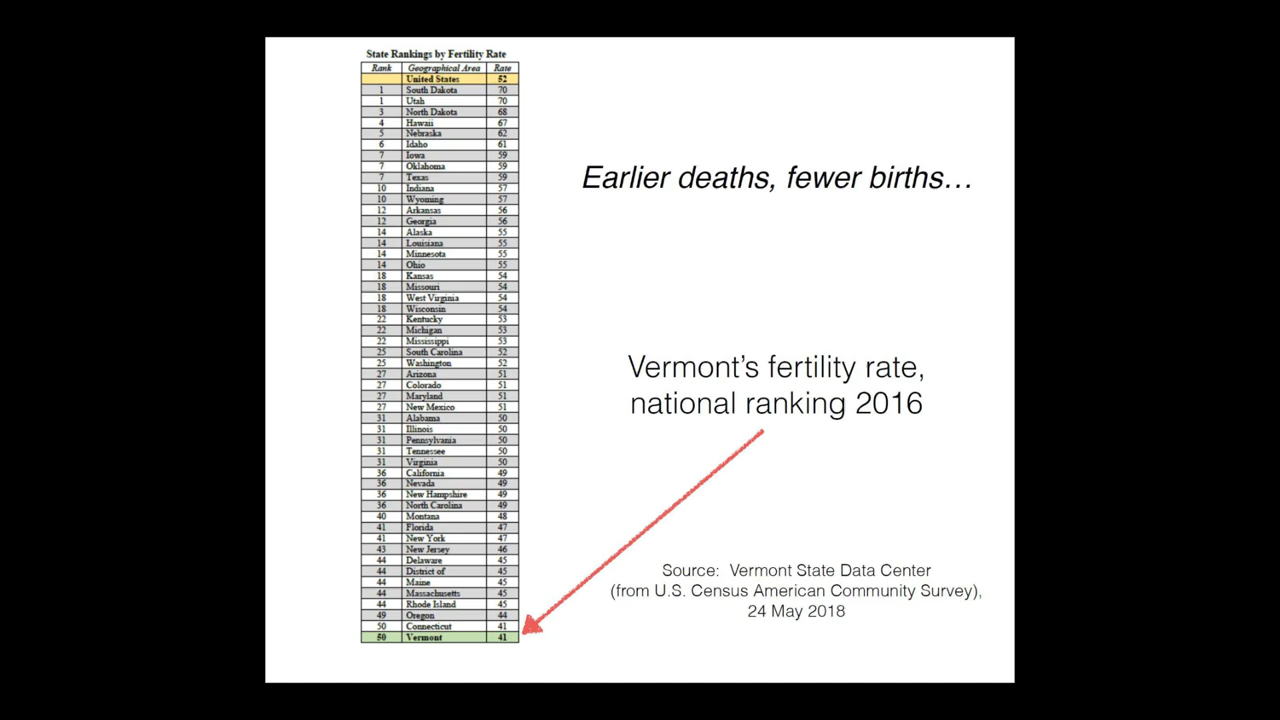 State Rankings by Fertility Rate
Rank Geographical Area Rate
United States 52
1 South Dakota 70
1 Utah 70
3 North Dakota 68
4 Hawaii 67
5 Nebraska 62
6 Idaho 61
7 Iowa 59
7 Oklahoma 59
7 Texas 59
10 Indiana 57
10 Wyoming 57
12 Arkansas 56
12 Georgia 56
14 Alaska 55
14 Louisiana 55
14 Minnesota 55
14 Ohio 55
18 Kansas 54
18 Missouri 54
18 West Virginia 54
18 Wisconsin 54
22 Kentucky 53
22 Michigan 53
22 Mississippi 53
25 South Carolina 52
25 Washington 52
27 Arizona 51
27 Colorado 51
27 Maryland 51
27 New Mexico 51
31 Alabama 50
31 Illinois 50
31 Pennsylvania 50
31 Tennessee 50
31 Virginia 50
36 California 49
36 Nevada 49
36 New Hampshire 49
36 North Carolina 49
40 Montana 48
41 Florida 47
41 New York 47
43 New Jersey 46
44 Delaware 45
44 District of 45
44 Maine 45
44 Massachusetts 45
44 Rhode Island 45
49 Oregon 44
50 Connecticut 41
50 Vermont 41
Earlier deaths, fewer births…
Vermont’s fertility rate,
national ranking 2016
Source: Vermont State Data Center
(from U.S. Census American Community Survey),
24 May 2018